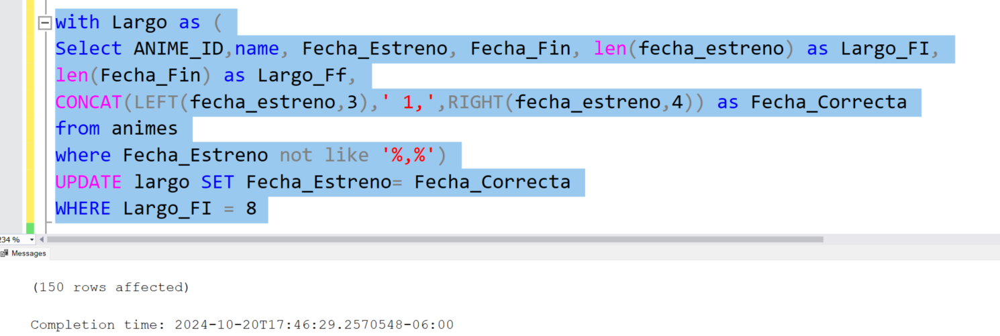 with Largo as (
Select ANIME_ID,name, Fecha_Estreno, Fecha_Fin, len(fecha_estreno) as Largo_FI,
len(Fecha_Fin) as Largo_Ff,
CONCAT(LEFT(fecha_estreno,3),' 1,',RIGHT(fecha_estreno,4)) as Fecha_Correcta
from animes
where Fecha_Estreno not like '%,%')
UPDATE largo SET Fecha_Estreno= Fecha_Correcta
WHERE Largo_FI = 8
234 %
Messages
(150 rows affected)
Completion time: 2024-10-20T17:46:29.2570548-06:00